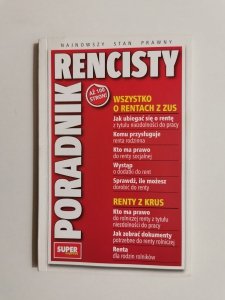 NAJNOWSZY STAN PRAWNY
PORADNIK
RENCISTY
AŻ 100
STRON!
WSZYSTKO
O RENTACH Z ZUS
Jak ubiegać się o rentę
z tytułu niezdolności do pracy
Komu przysługuje
renta rodzinna
Kto ma prawo
do renty socjalnej
Wystąp
o dodatki do rent
Sprawdź, ile możesz
dorobić do renty
RENTY Z KRUS
Kto ma prawo
do rolniczej renty z tytułu
niezdolności do pracy
Jak zebrać dokumenty
potrzebne do renty rolniczej
Renta
dla rodzin rolników
SUPER